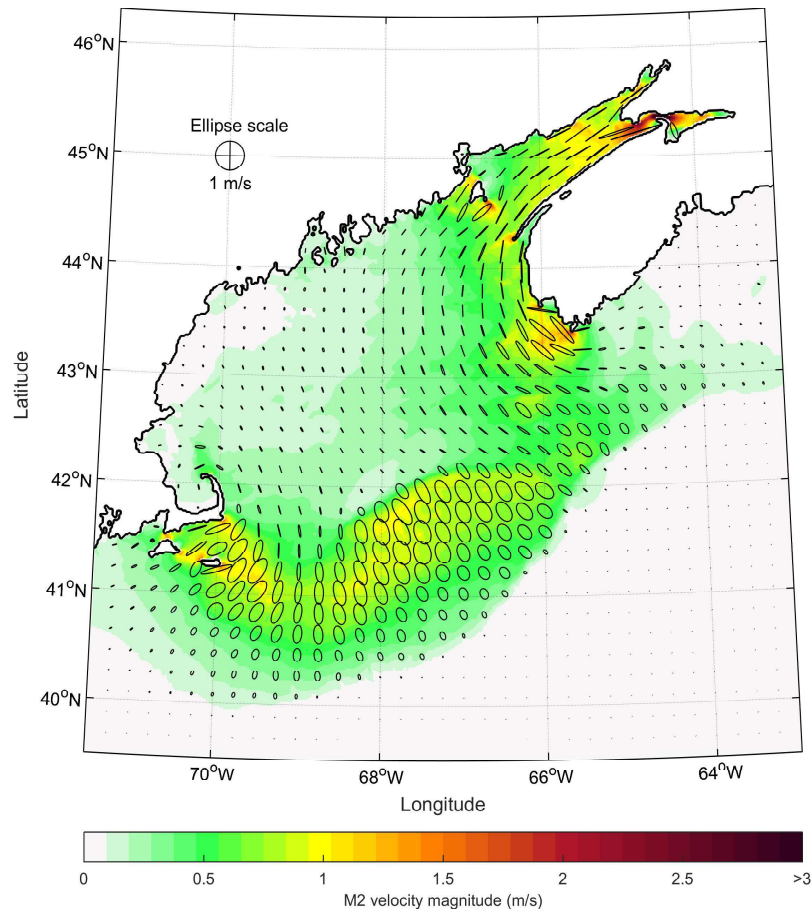 46°N
45°N
44°N
43°N
42°N
41°N
40°N
Latitude
Ellipse scale
1 m/s
70°W 68°W 66°W 64°W
Longitude
0 0.5 1 1.5 2 2.5 >3
M2 velocity magnitude (m/s)